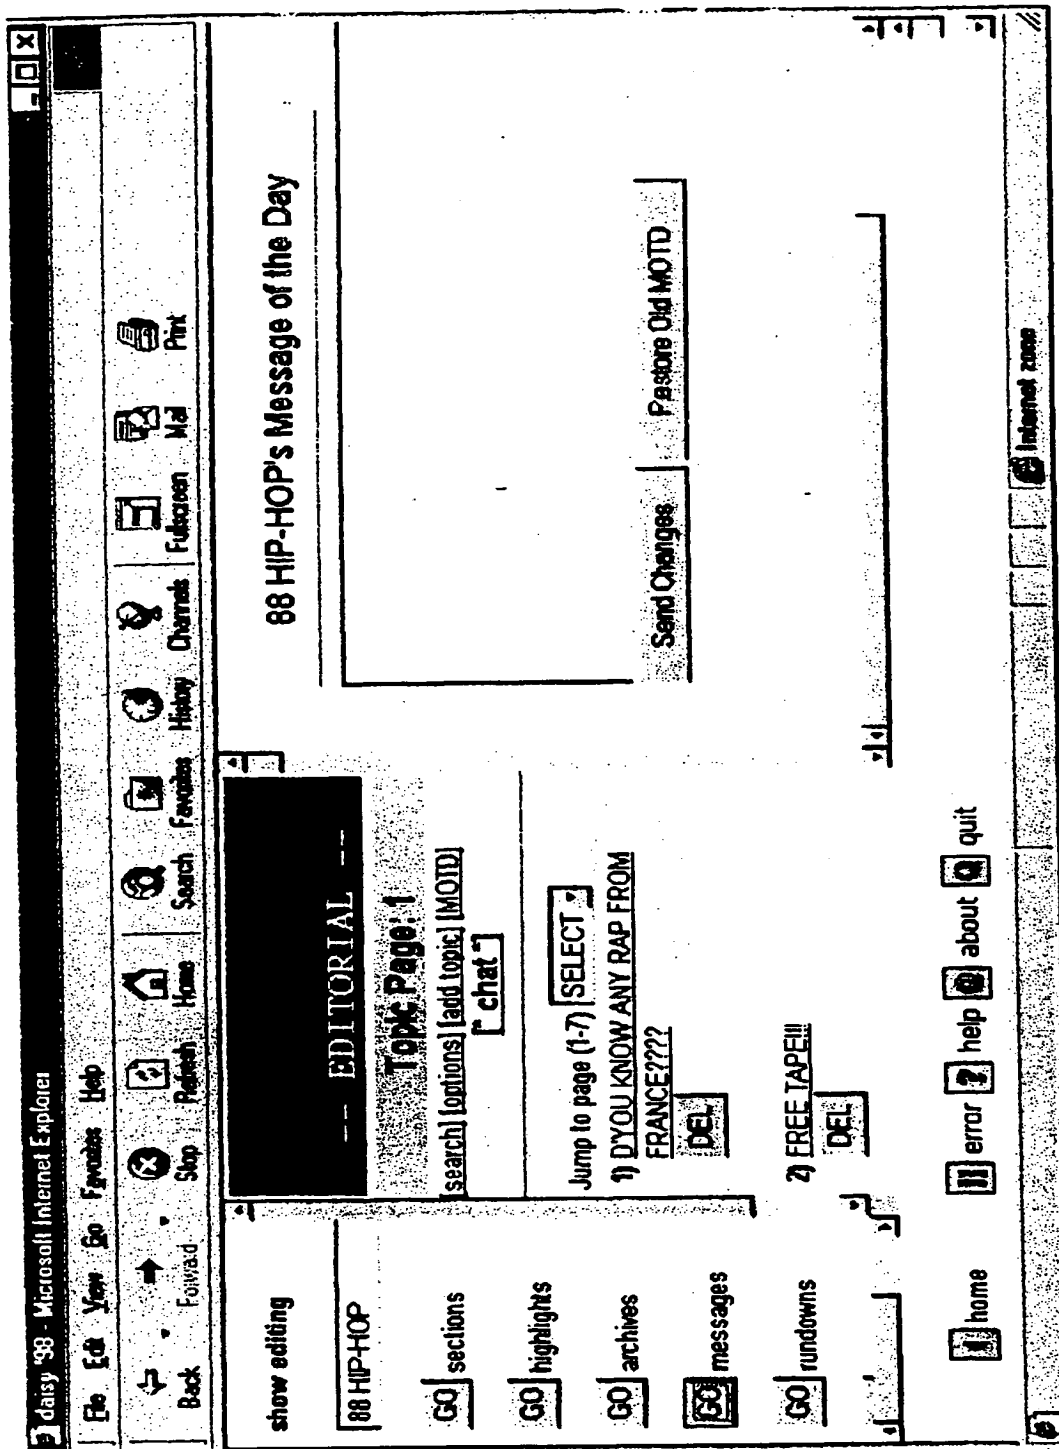 daisy '98 - Microsoft Internet Explorer
File Edit View Go Favorites Help
Back Forward Stop Refresh Home Search Favorites History Channels Fullscreen Mail Print
show editing
88 HIP-HOP
GO sections
GO highlights
GO archives
GO messages
GO rundowns
-- EDITORIAL --
Topic Page: 1
[search] [options] [add topic] [MOTD]
[* chat *]
Jump to page (1-7) SELECT
1) D'YOU KNOW ANY RAP FROM
FRANCE????
DEL
2) FREE TAPE!!!
DEL
88 HIP-HOP's Message of the Day
Send Changes Restore Old MOTD
home !! error ? help @ about Q quit
Internet zone